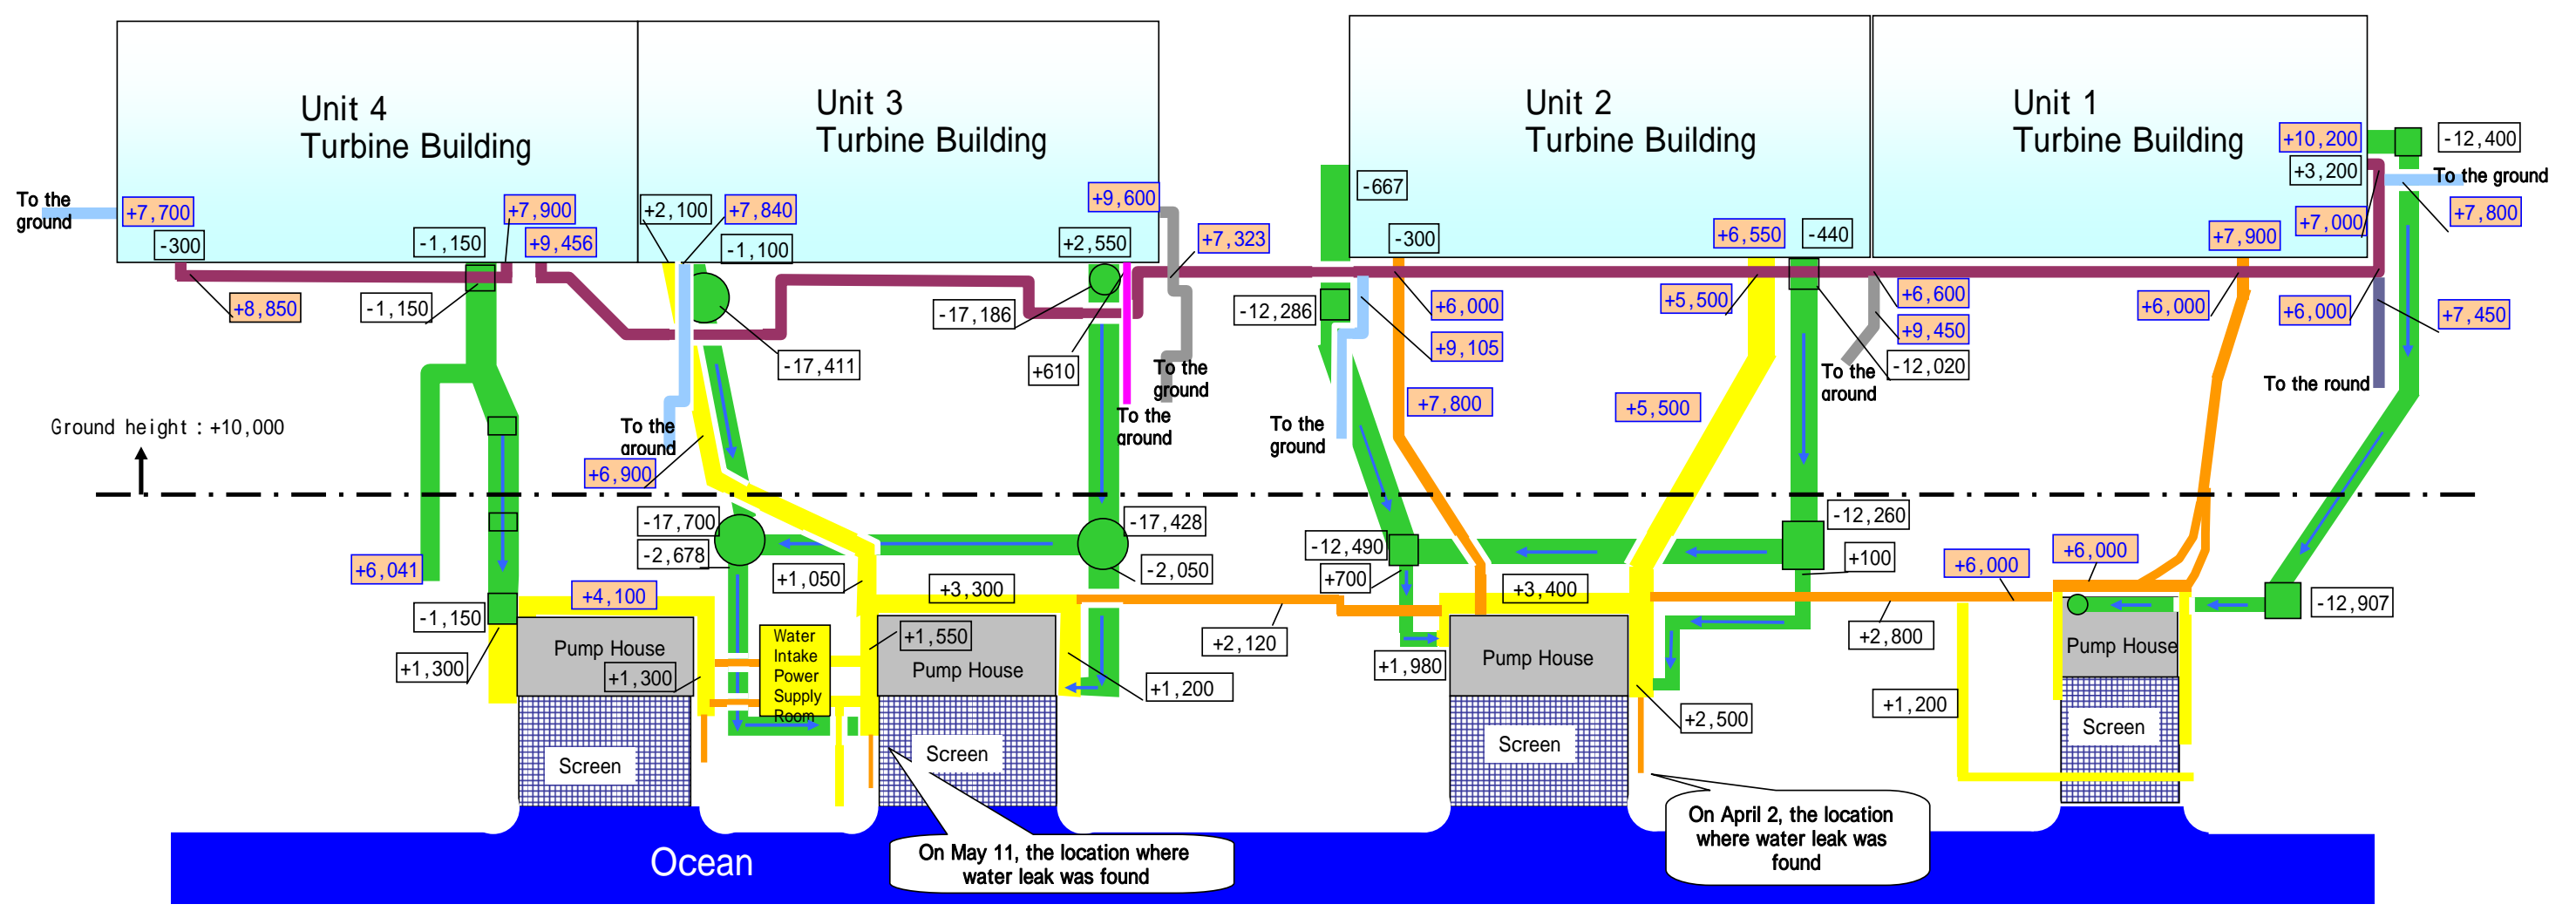 Unit 4
Turbine Building
Unit 3
Turbine Building
Unit 2
Turbine Building
Unit 1
Turbine Building
+10,200
-12,400
+3,200
To the ground
+7,800
+7,000
+7,900
To the
ground
+7,700
-300
-1,150
+7,900
+9,456
+2,100
+7,840
-1,100
+9,600
+2,550
+7,323
-667
-300
+6,550
-440
+8,850
-1,150
-17,411
-17,186
+610
To the
ground
To the
ground
-12,286
+6,000
+9,105
+7,800
+5,500
+5,500
+6,600
+9,450
-12,020
To the
ground
+6,000
+6,000
+7,450
To the round
Ground height : +10,000
To the
ground
+6,900
To the
ground
-17,700
-2,678
-17,428
-2,050
-12,490
+700
-12,260
+100
+6,000
+6,000
+6,041
+4,100
+1,050
+3,300
+3,400
-12,907
-1,150
+1,300
Pump House
+1,300
Water
Intake
Power
Supply
Room
+1,550
Pump House
+1,200
+2,120
+1,980
Pump House
+2,500
+2,800
+1,200
Pump House
Screen
Screen
Screen
Screen
On May 11, the location where
water leak was found
On April 2, the location
where water leak was
found
Ocean